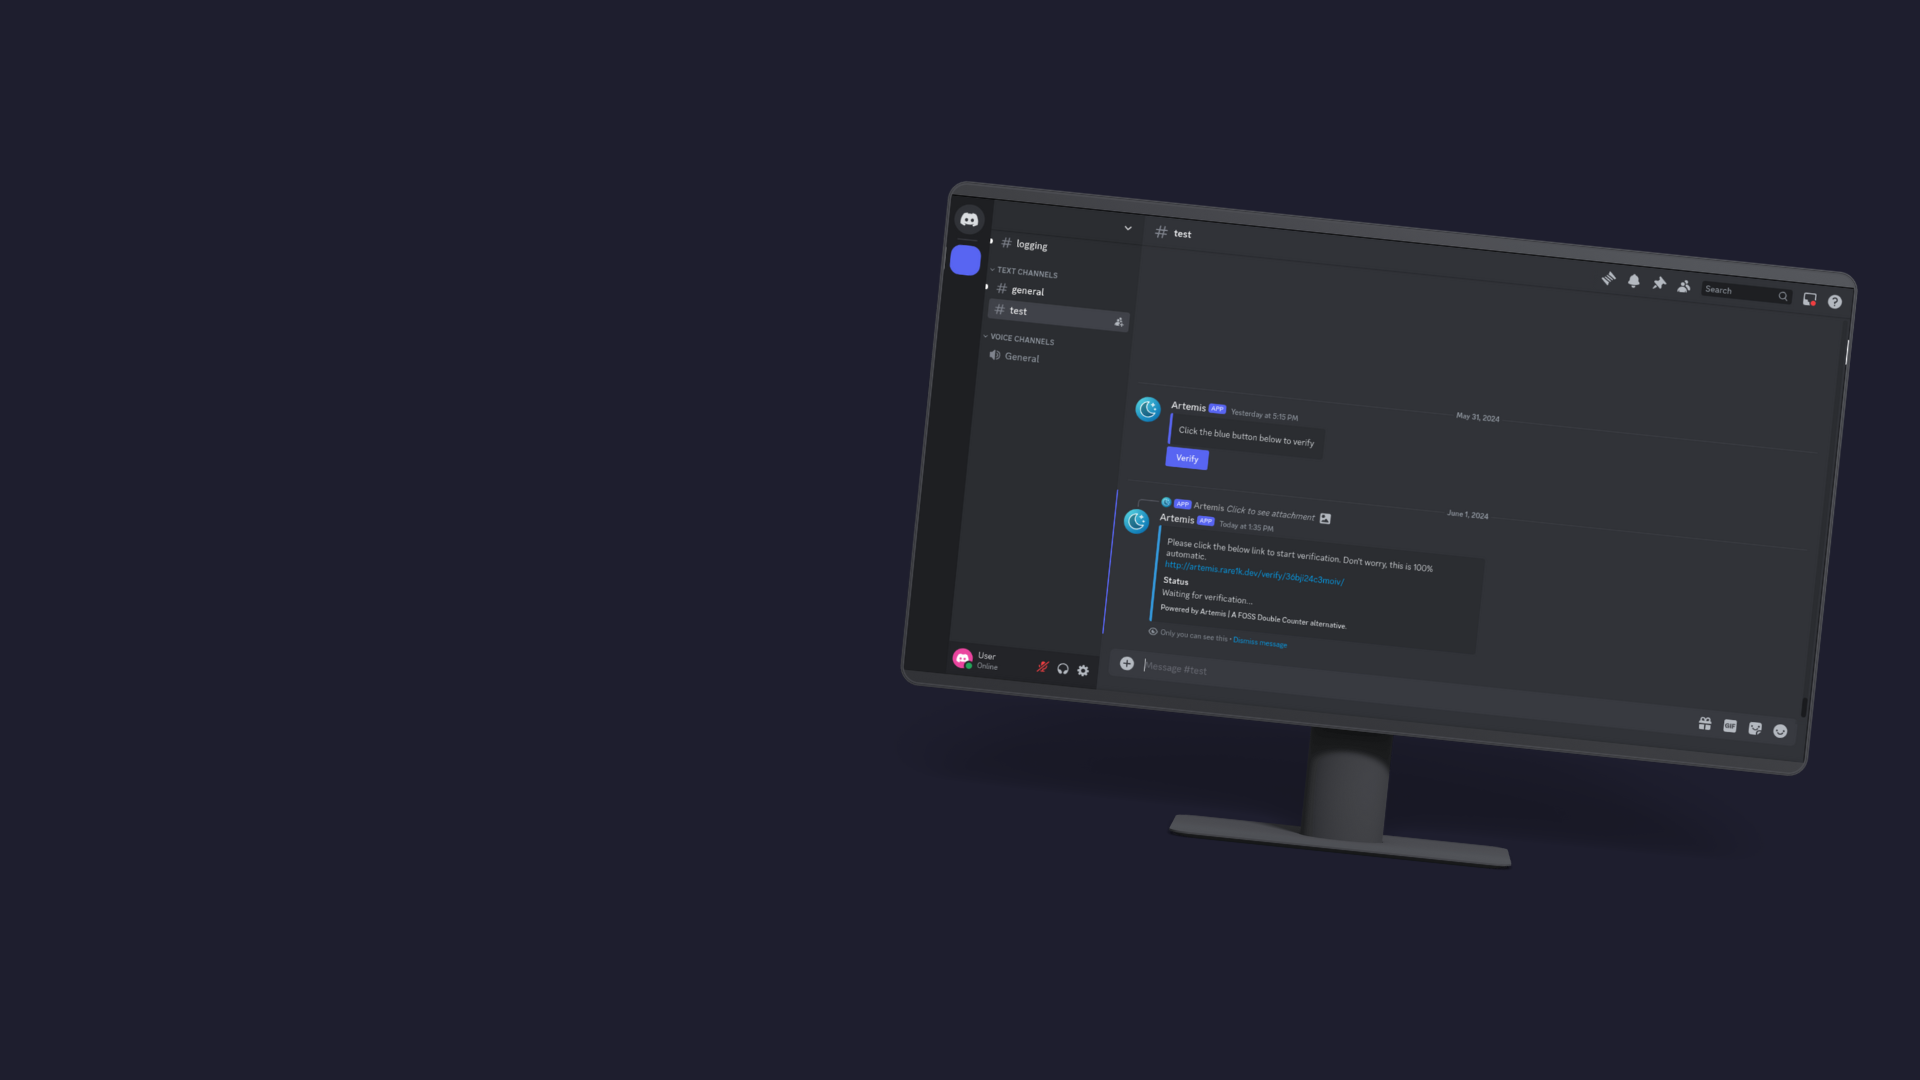 logging
TEXT CHANNELS
general
test
VOICE CHANNELS
General
User
Online
test
Search
May 31, 2024
Artemis APP Yesterday at 5:15 PM
Click the blue button below to verify
Verify
June 1, 2024
APP Artemis Click to see attachment
Artemis APP Today at 1:35 PM
Please click the below link to start verification. Don't worry, this is 100%
automatic.
http://artemis.rare1k.dev/verify/36bji24c3moiv/
Status
Waiting for verification...
Powered by Artemis | A FOSS Double Counter alternative.
Only you can see this • Dismiss message
Message #test
GIF